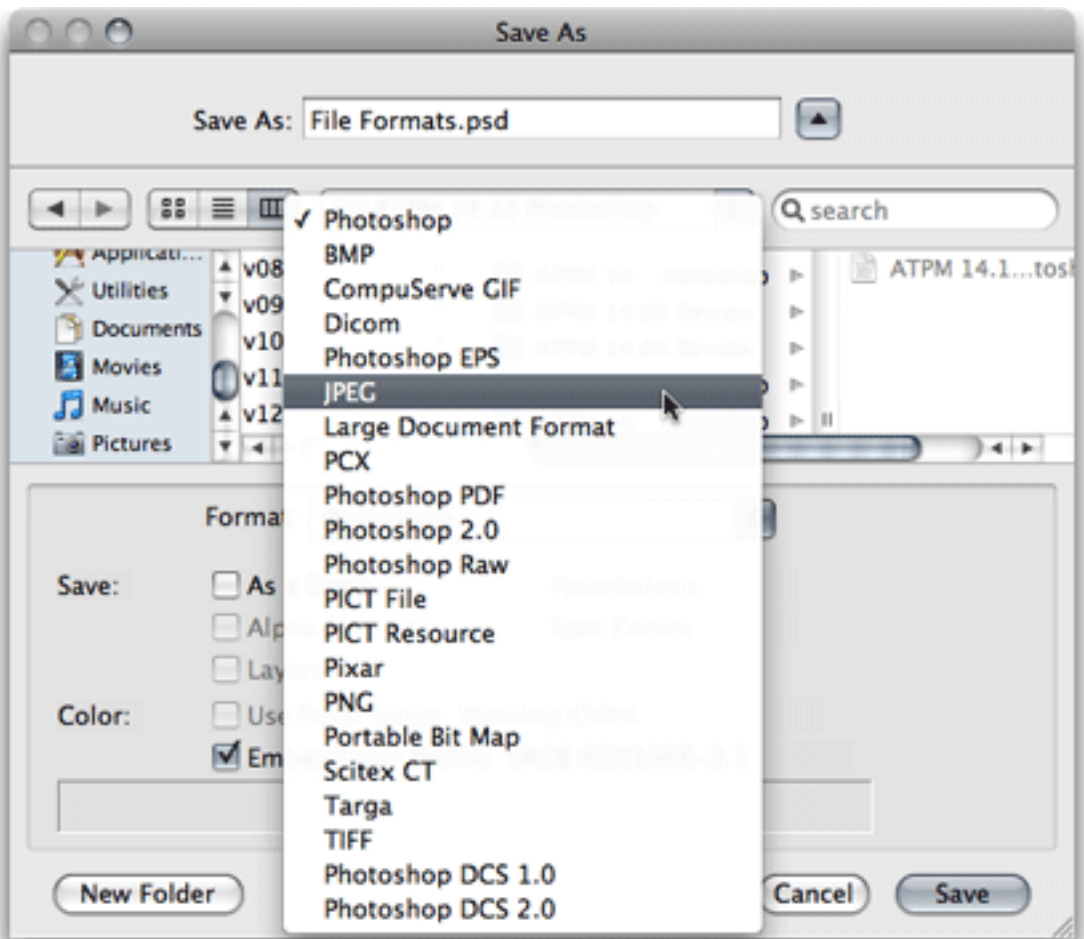 Save As
Save As: File Formats.psd
search
Applicati...
Utilities
Documents
Movies
Music
Pictures
v08
v09
v10
v11
v12
ATPM 14.1...tosh
✓ Photoshop
BMP
CompuServe GIF
Dicom
Photoshop EPS
JPEG
Large Document Format
PCX
Photoshop PDF
Photoshop 2.0
Photoshop Raw
PICT File
PICT Resource
Pixar
PNG
Portable Bit Map
Scitex CT
Targa
TIFF
Photoshop DCS 1.0
Photoshop DCS 2.0
Format
Save:
As
Alp
Lay
Color:
Use
Em
New Folder
Cancel
Save